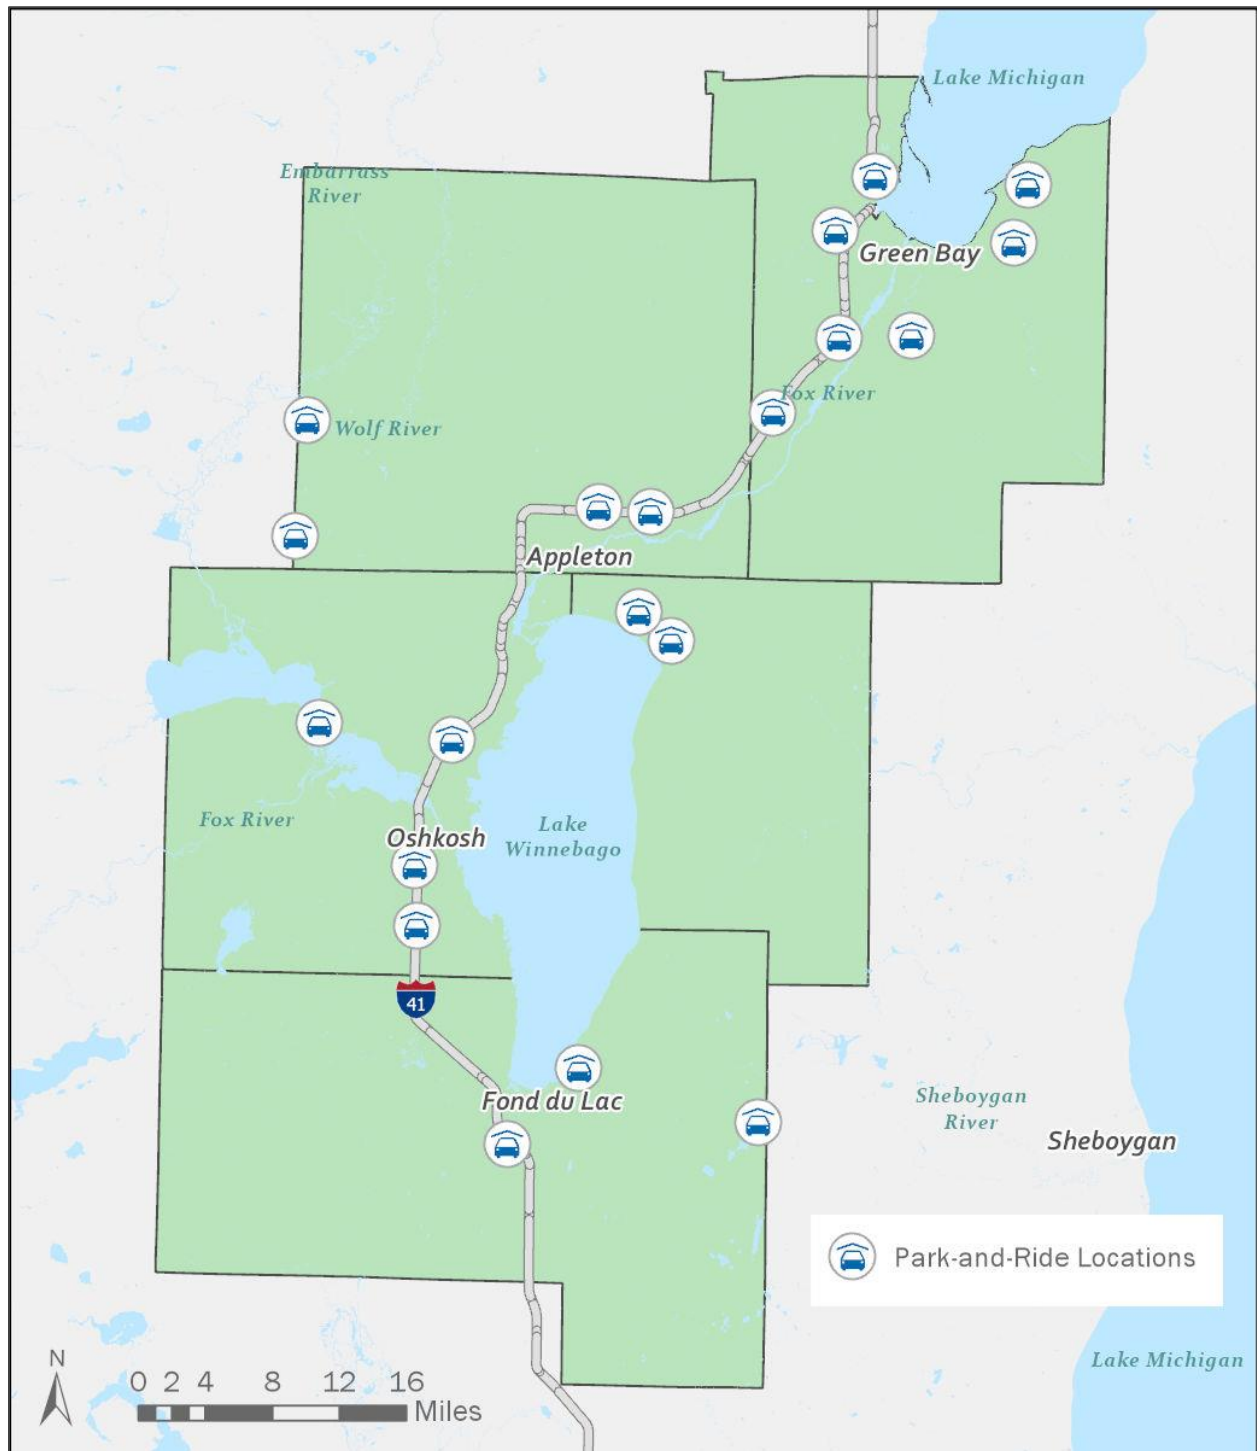 Lake Michigan
Embarrass
River
Green Bay
Fox River
Wolf River
Appleton
Fox River
Oshkosh
Lake
Winnebago
41
Fond du Lac
Sheboygan
River
Sheboygan
Park-and-Ride Locations
Lake Michigan
N
0 2 4 8 12 16
Miles